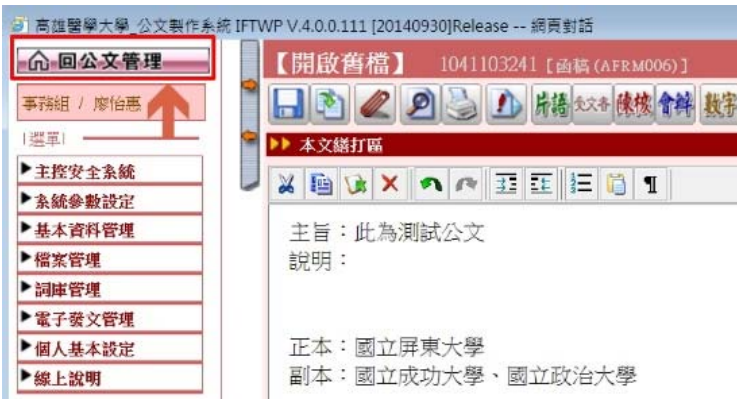 高雄醫學大學_公文製作系統 IFTWP V.4.0.0.111 [20140930]Release -- 網頁對話
回公文管理
事務組 / 廖怡惠
|選單|
▶主控安全系統
▶系統參數設定
▶基本資料管理
▶檔案管理
▶詞庫管理
▶電子發文管理
▶個人基本設定
▶線上說明
【開啟舊檔】 1041103241 [函稿(AFRM006)]
片語 受文者 陳核 會辦 數字
本文繕打區
主旨：此為測試公文
說明：
正本：國立屏東大學
副本：國立成功大學、國立政治大學